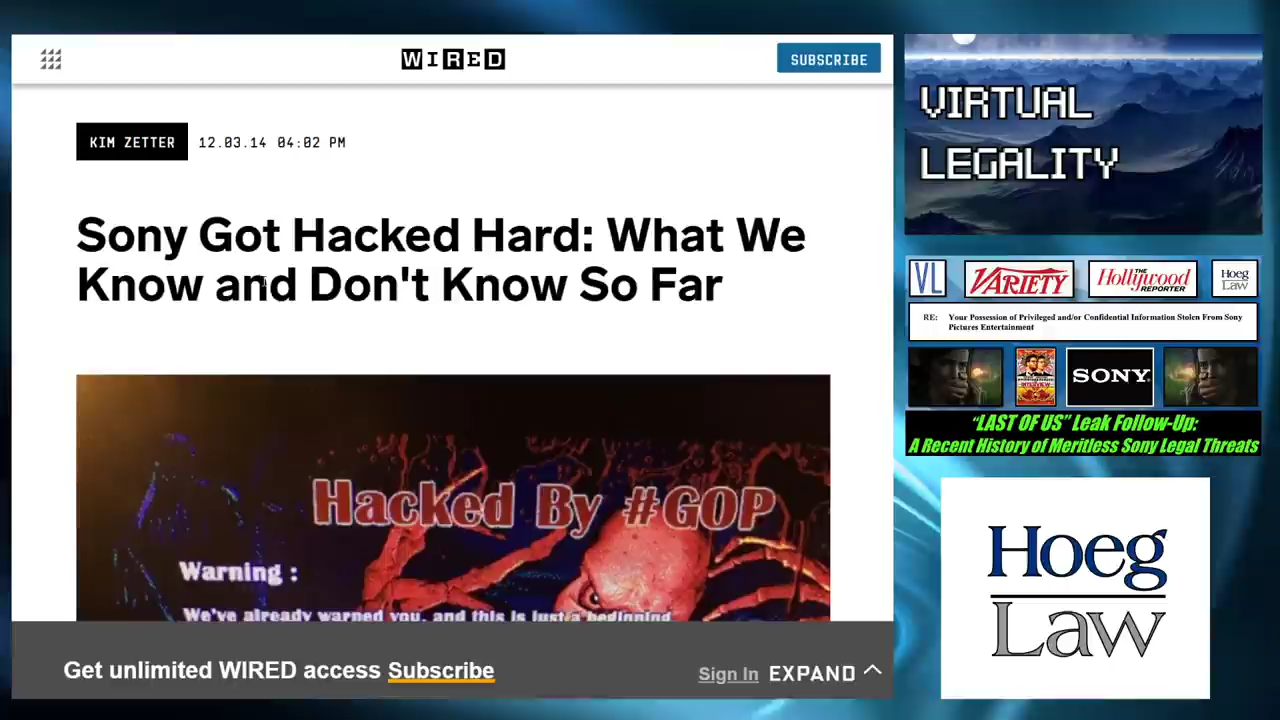 WIRED
SUBSCRIBE
KIM ZETTER 12.03.14 04:02 PM
Sony Got Hacked Hard: What We
Know and Don't Know So Far
Hacked By #GOP
Warning :
We've already warned you, and this is just a beginning
Get unlimited WIRED access Subscribe
Sign In EXPAND
VIRTUAL
LEGALITY
VL
VARIETY
THE
Hollywood
REPORTER
Hoeg
Law
RE: Your Possession of Privileged and/or Confidential Information Stolen From Sony
Pictures Entertainment
SONY
"LAST OF US" Leak Follow-Up:
A Recent History of Meritless Sony Legal Threats
Hoeg
Law